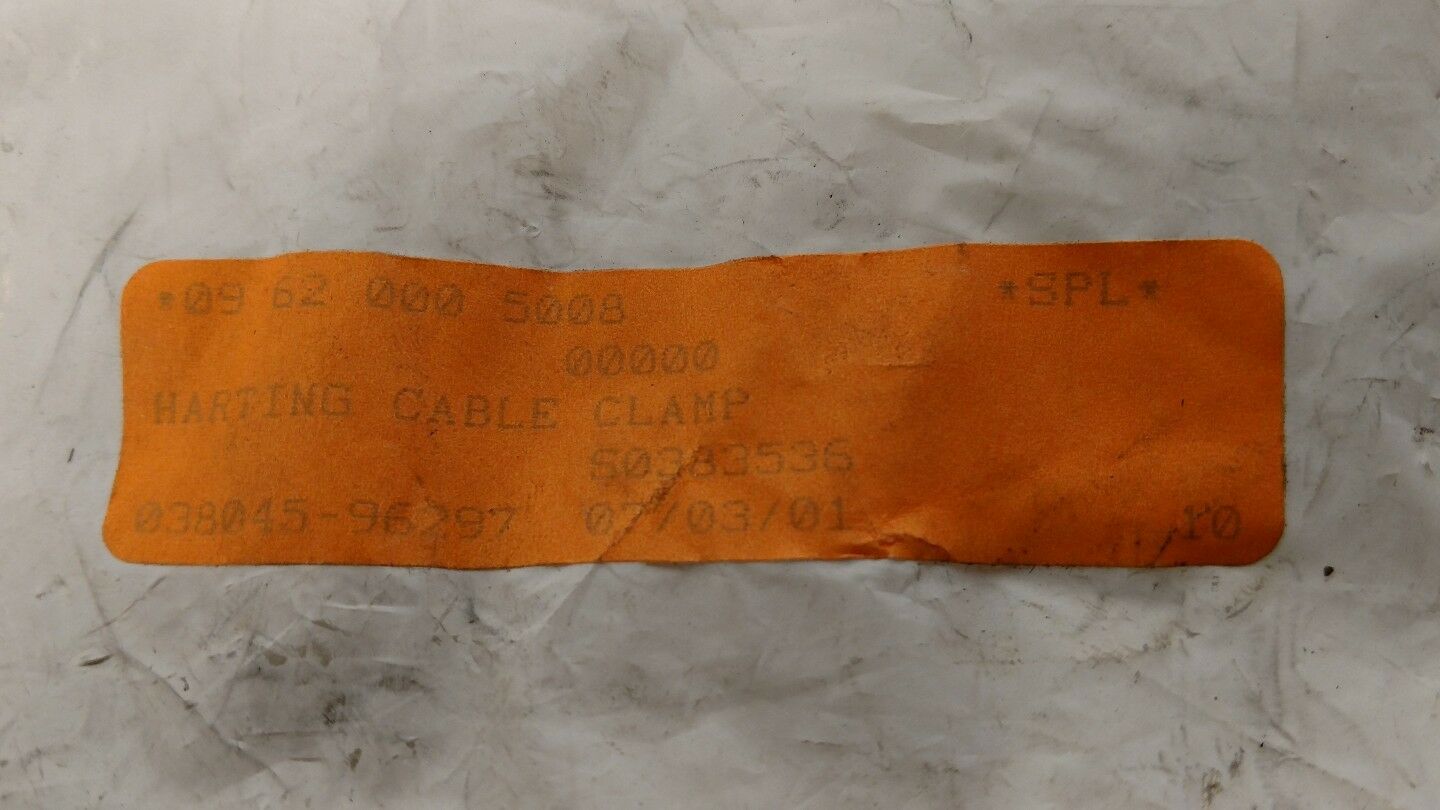 *09 62 000 5008 *SPL*
00000
HARTING CABLE CLAMP
S0383536
038045-96297 07/03/01 10